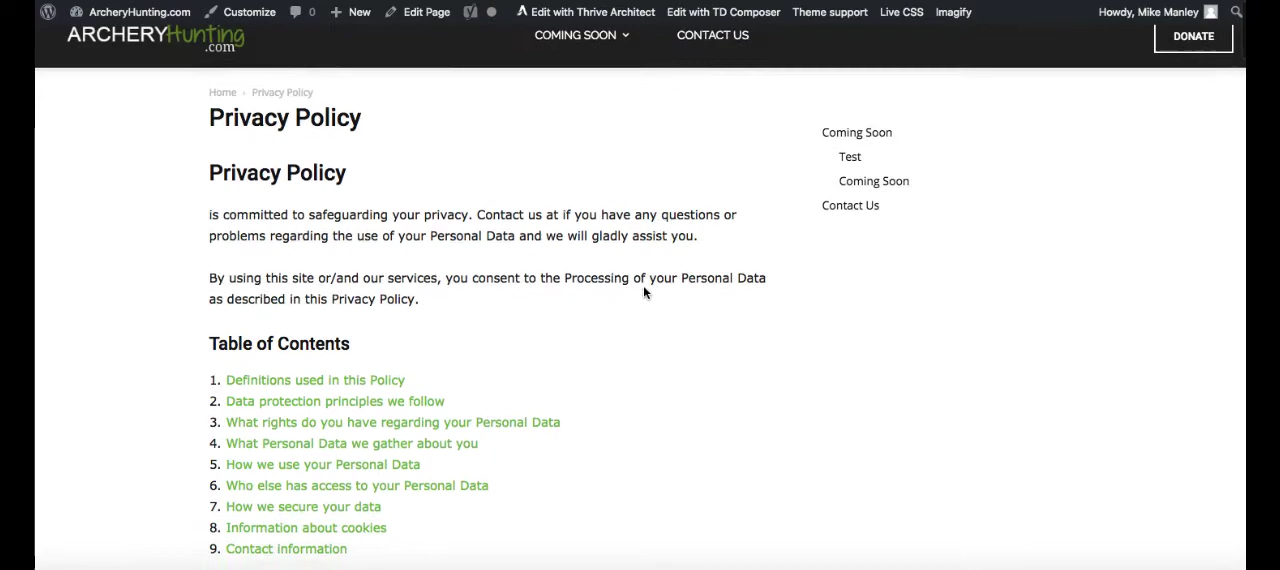 ArcheryHunting.com Customize 0 New Edit Page Edit with Thrive Architect Edit with TD Composer Theme support Live CSS Imagify Howdy, Mike Manley
ARCHERYHunting
.com
COMING SOON CONTACT US DONATE
Home › Privacy Policy
Privacy Policy
Privacy Policy
is committed to safeguarding your privacy. Contact us at if you have any questions or
problems regarding the use of your Personal Data and we will gladly assist you.
By using this site or/and our services, you consent to the Processing of your Personal Data
as described in this Privacy Policy.
Table of Contents
1. Definitions used in this Policy
2. Data protection principles we follow
3. What rights do you have regarding your Personal Data
4. What Personal Data we gather about you
5. How we use your Personal Data
6. Who else has access to your Personal Data
7. How we secure your data
8. Information about cookies
9. Contact information
Coming Soon
Test
Coming Soon
Contact Us